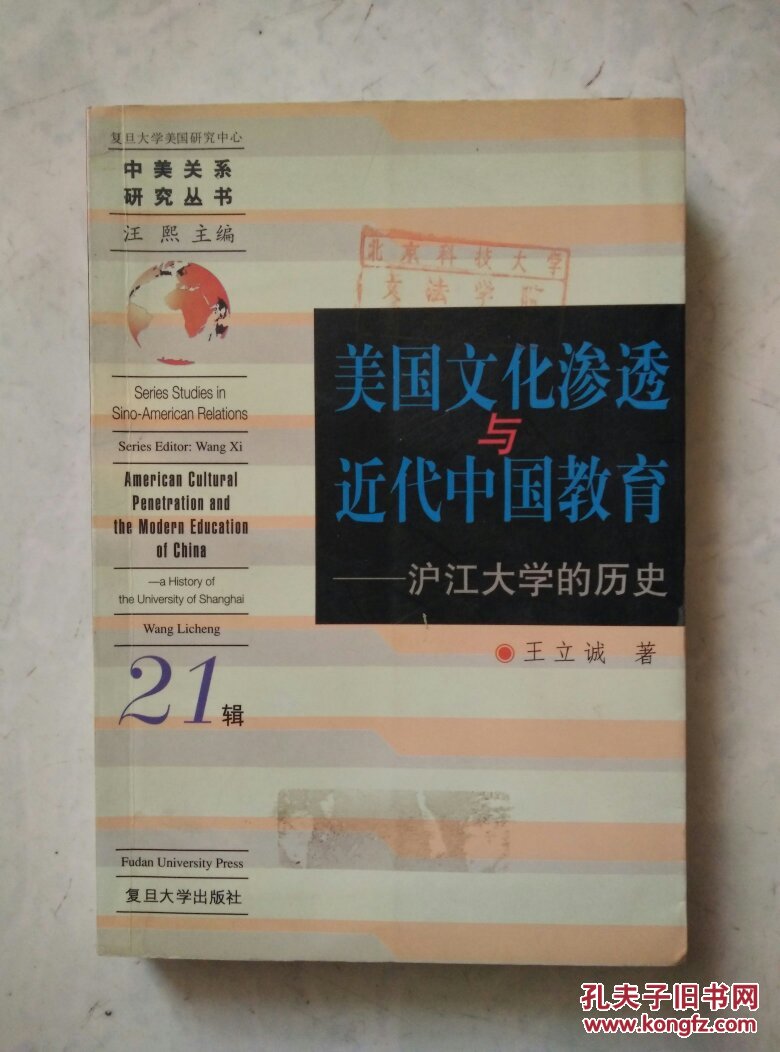 复旦大学美国研究中心
中美关系
研究丛书
汪 熙 主编
Series Studies in
Sino-American Relations
Series Editor: Wang Xi
American Cultural
Penetration and
the Modern Education
of China
—a History of
the University of Shanghai
Wang Licheng
21辑
Fudan University Press
复旦大学出版社
北京科技大学
文法学院
美国文化渗透
与
近代中国教育
——沪江大学的历史
王立诚 著
孔夫子旧书网
www.kongfz.com